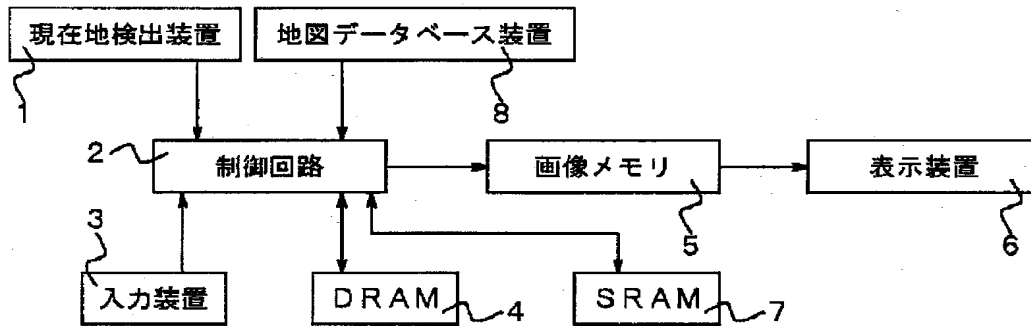 現在地検出装置
地図データベース装置
1
8
2
制御回路
画像メモリ
表示装置
5
6
3
入力装置
DRAM
4
SRAM
7